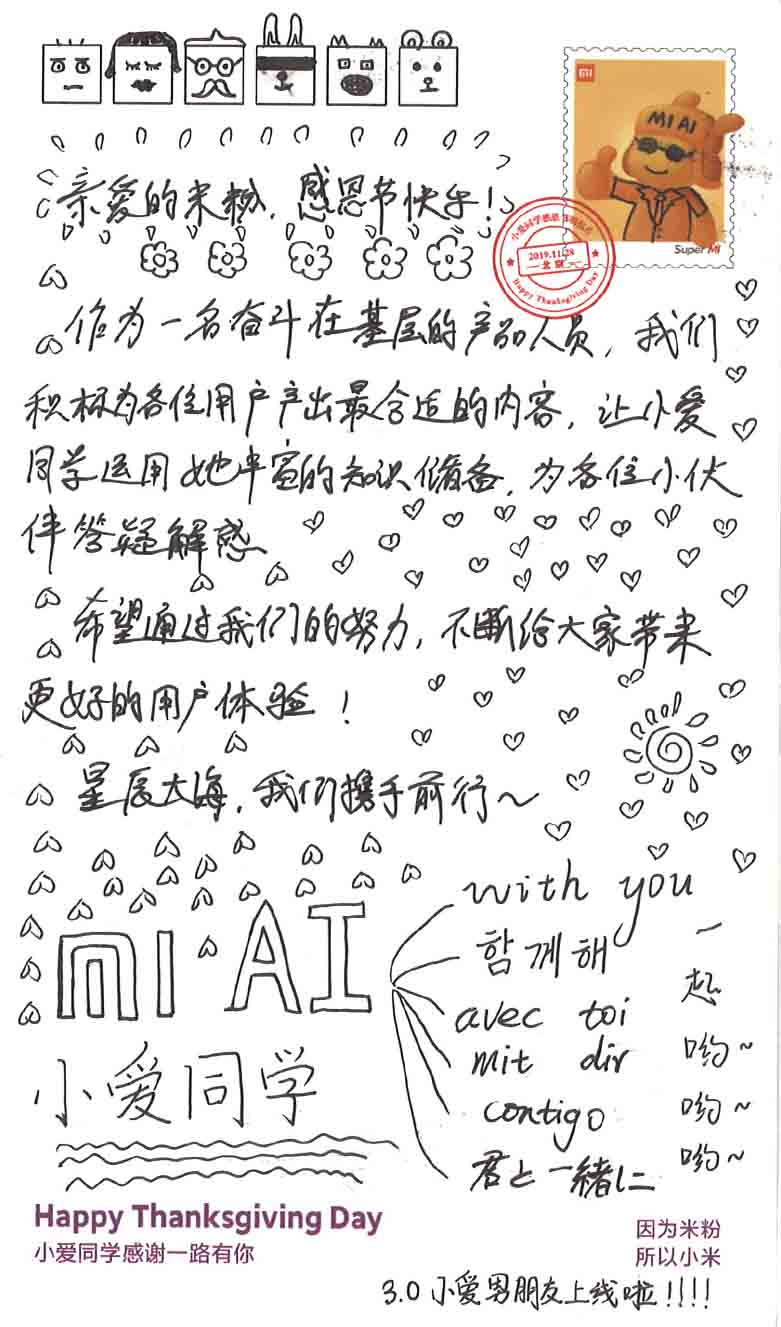 MI
MI AI
Super Mi
小爱同学感恩节明信片
2019.11.28
北京
Happy Thanksgiving Day
亲爱的米粉，感恩节快乐！
作为一名奋斗在基层的产品人员，我们
积极为各位用户产出最合适的内容，让小爱
同学运用她丰富的知识储备，为各位小伙
伴答疑解惑
希望通过我们的努力，不断给大家带来
更好的用户体验！
星辰大海，我们携手前行～
mi AI
小爱同学
with you
함께해
avec toi
mit dir
contigo
君と一緒に
一
起
哟～
哟～
哟～
Happy Thanksgiving Day
小爱同学感谢一路有你
因为米粉
所以小米
3.0 小爱男朋友上线啦！！！！